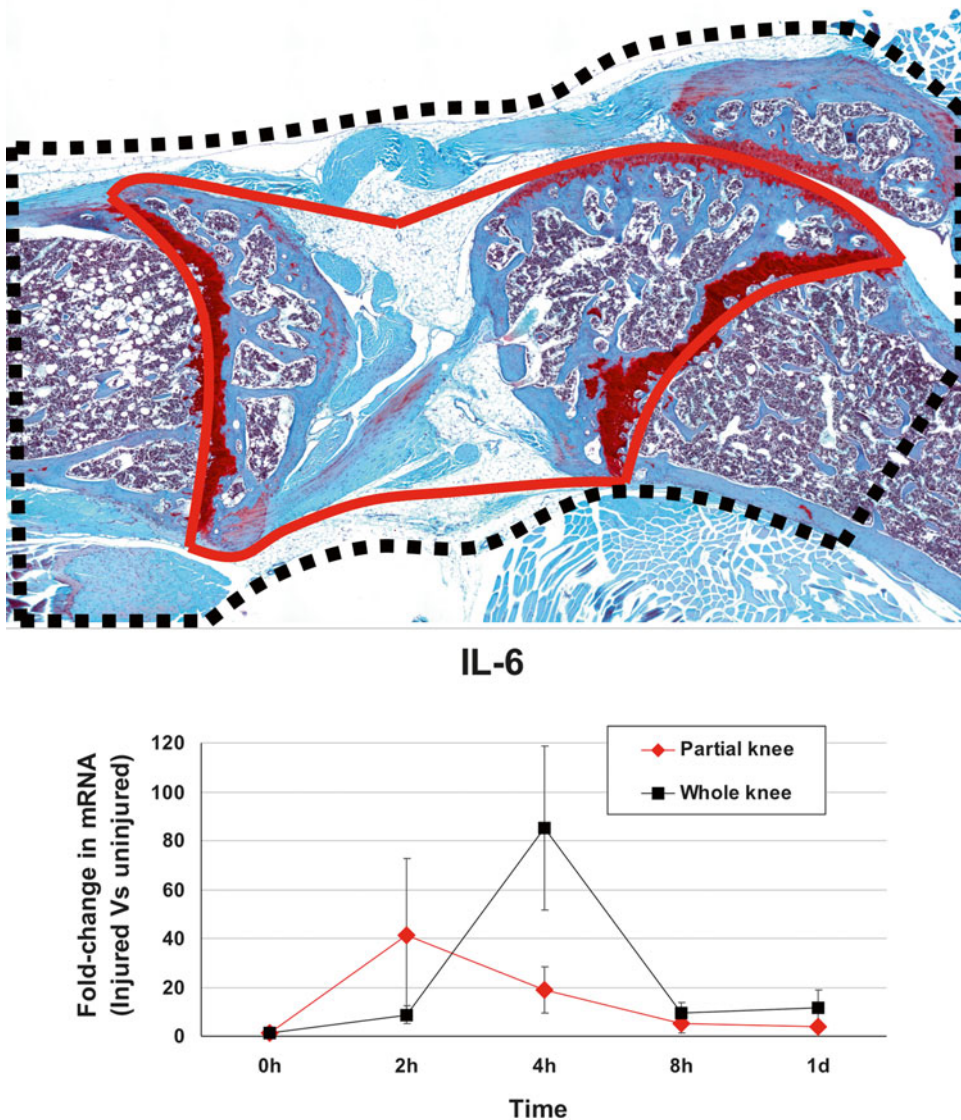 IL-6
Partial knee
Whole knee
Fold-change in mRNA
(Injured Vs uninjured)
120
100
80
60
40
20
0
0h 2h 4h 8h 1d
Time